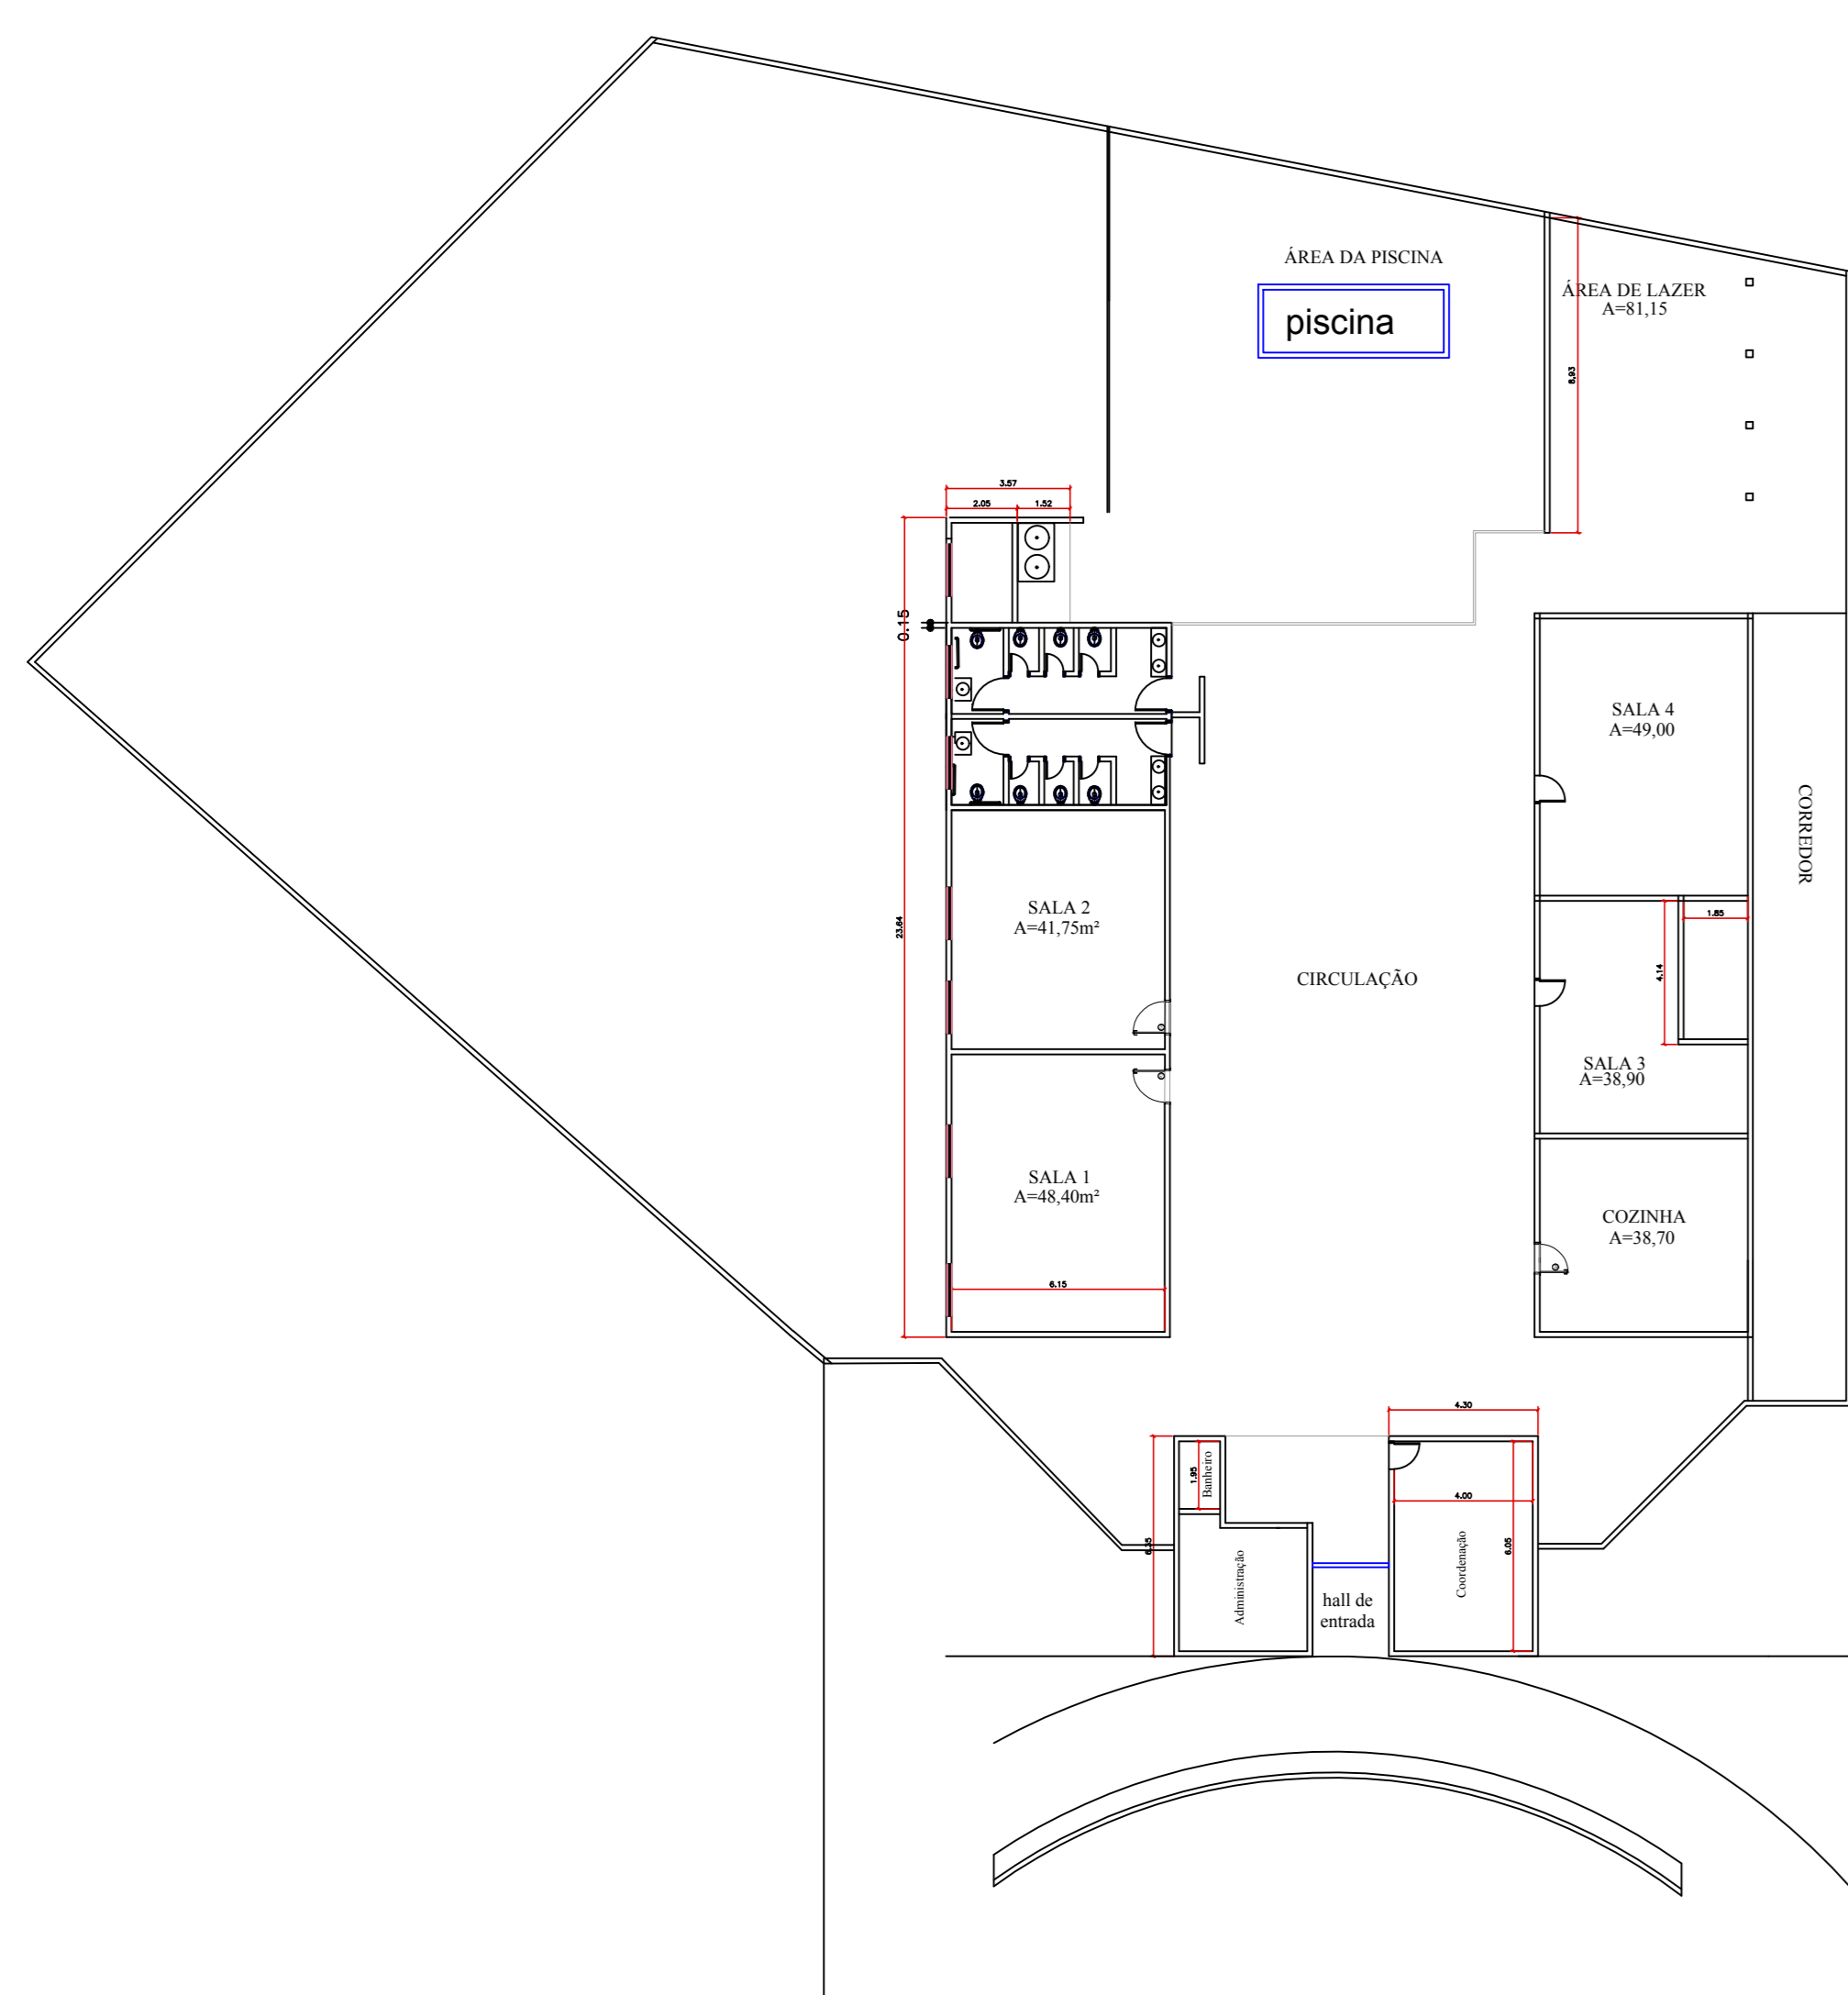 ÁREA DA PISCINA
piscina
ÁREA DE LAZER
A=81,15
8,93
3.57
2.05
1.52
0.15
23.64
SALA 4
A=49,00
CORREDOR
SALA 2
A=41,75m²
1.85
4.14
CIRCULAÇÃO
SALA 3
A=38,90
SALA 1
A=48,40m²
6.15
COZINHA
A=38,70
4.30
1.95
Banheiro
4.00
6.35
6.05
Administração
Coordenação
hall de
entrada